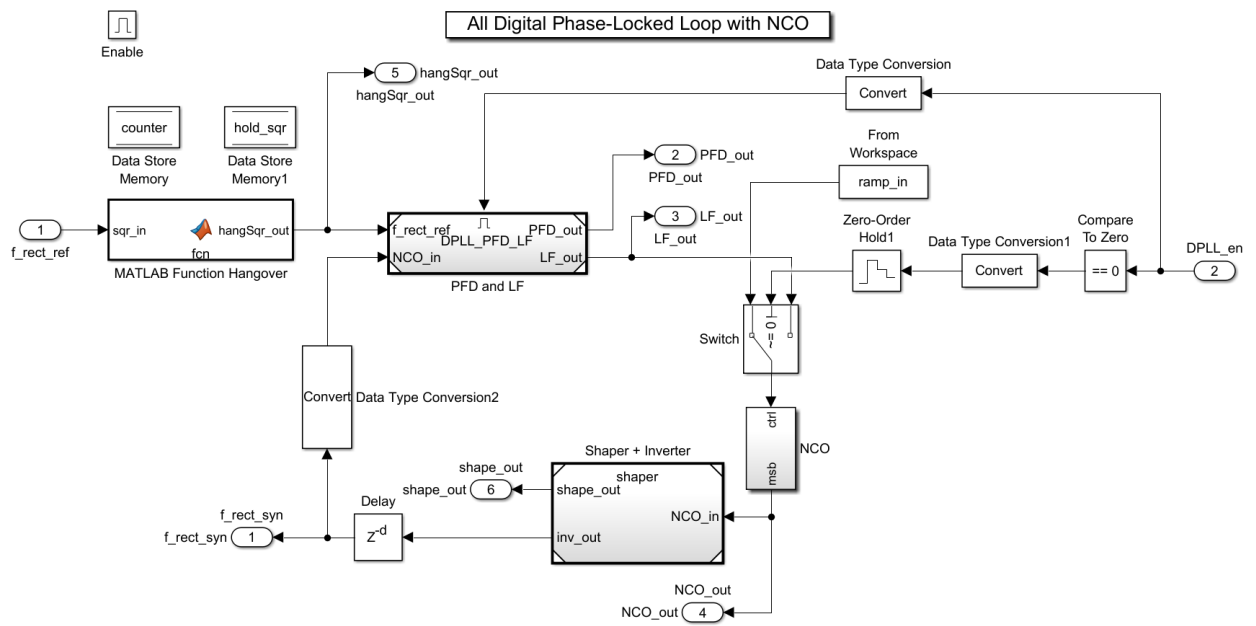 All Digital Phase-Locked Loop with NCO
Enable
5
hangSqr_out
hangSqr_out
Data Type Conversion
Convert
counter
Data Store
Memory
hold_sqr
Data Store
Memory1
From
Workspace
ramp_in
2
PFD_out
PFD_out
3
LF_out
LF_out
1
f_rect_ref
sqr_in
hangSqr_out
fcn
MATLAB Function Hangover
f_rect_ref
NCO_in
DPLL_PFD_LF
PFD_out
LF_out
PFD and LF
Zero-Order
Hold1
Data Type Conversion1
Convert
Compare
To Zero
== 0
DPLL_en
2
Switch
~= 0
Convert
Data Type Conversion2
ctrl
msb
NCO
Shaper + Inverter
shaper
shape_out
NCO_in
inv_out
shape_out
shape_out
6
Delay
Z-d
f_rect_syn
f_rect_syn
1
NCO_out
NCO_out
4